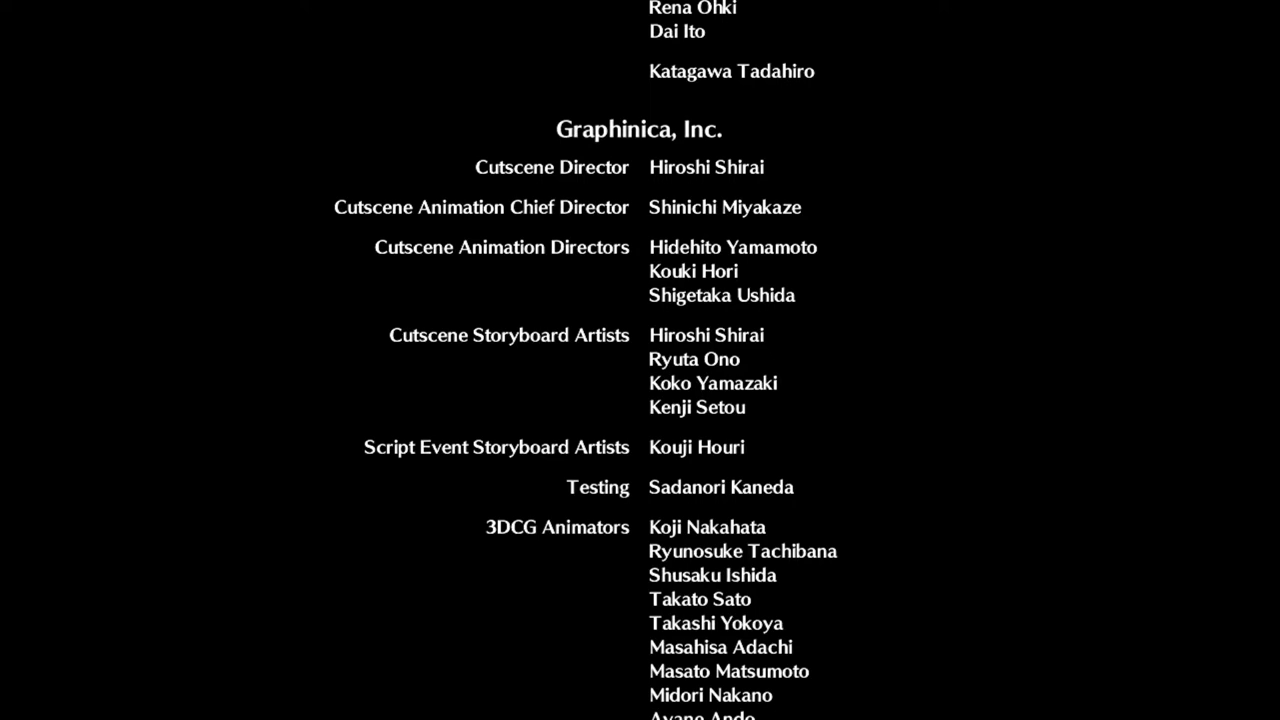 Rena Ohki
Dai Ito
Katagawa Tadahiro
Graphinica, Inc.
Cutscene Director Hiroshi Shirai
Cutscene Animation Chief Director Shinichi Miyakaze
Cutscene Animation Directors Hidehito Yamamoto
Kouki Hori
Shigetaka Ushida
Cutscene Storyboard Artists Hiroshi Shirai
Ryuta Ono
Koko Yamazaki
Kenji Setou
Script Event Storyboard Artists Kouji Houri
Testing Sadanori Kaneda
3DCG Animators Koji Nakahata
Ryunosuke Tachibana
Shusaku Ishida
Takato Sato
Takashi Yokoya
Masahisa Adachi
Masato Matsumoto
Midori Nakano
Ayane Ando